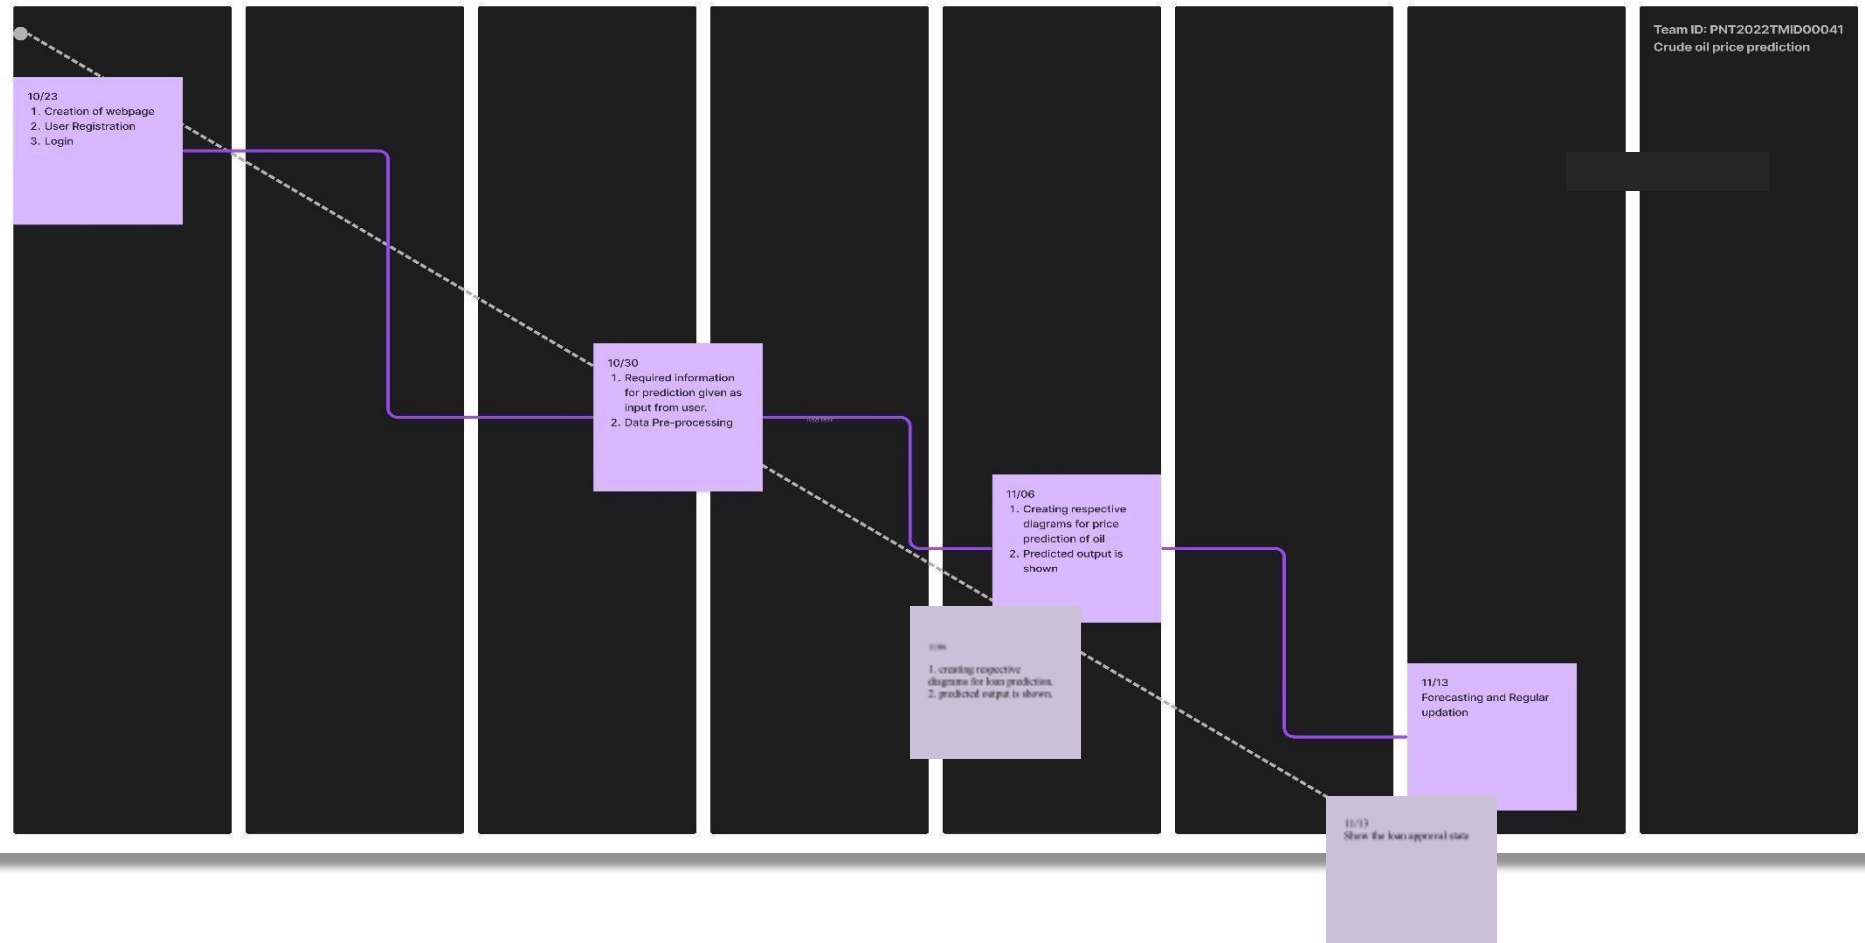 Team ID: PNT2022TMID00041
Crude oil price prediction
10/23
1. Creation of webpage
2. User Registration
3. Login
10/30
1. Required information
for prediction given as
input from user.
2. Data Pre-processing
11/06
1. Creating respective
diagrams for price
prediction of oil
2. Predicted output is
shown
1. creating respective
diagrams for loan prediction.
2. predicted output is shown.
11/13
Forecasting and Regular
updation
11/13
Show the loan approval state